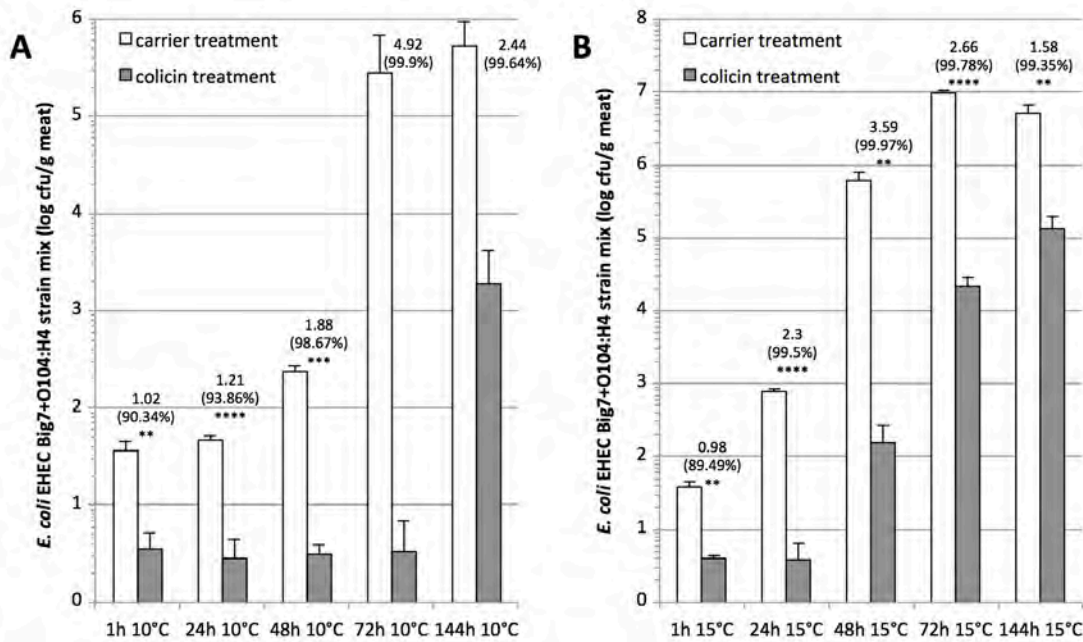 A
E. coli EHEC Big7+O104:H4 strain mix (log cfu/g meat)
6
5
4
3
2
1
0
carrier treatment
colicin treatment
1.02
(90.34%)
**
1.21
(93.86%)
****
1.88
(98.67%)
***
4.92
(99.9%)
2.44
(99.64%)
1h 10°C
24h 10°C
48h 10°C
72h 10°C
144h 10°C
B
E. coli EHEC Big7+O104:H4 strain mix (log cfu/g meat)
8
7
6
5
4
3
2
1
0
carrier treatment
colicin treatment
0.98
(89.49%)
**
2.3
(99.5%)
****
3.59
(99.97%)
**
2.66
(99.78%)
****
1.58
(99.35%)
**
1h 15°C
24h 15°C
48h 15°C
72h 15°C
144h 15°C